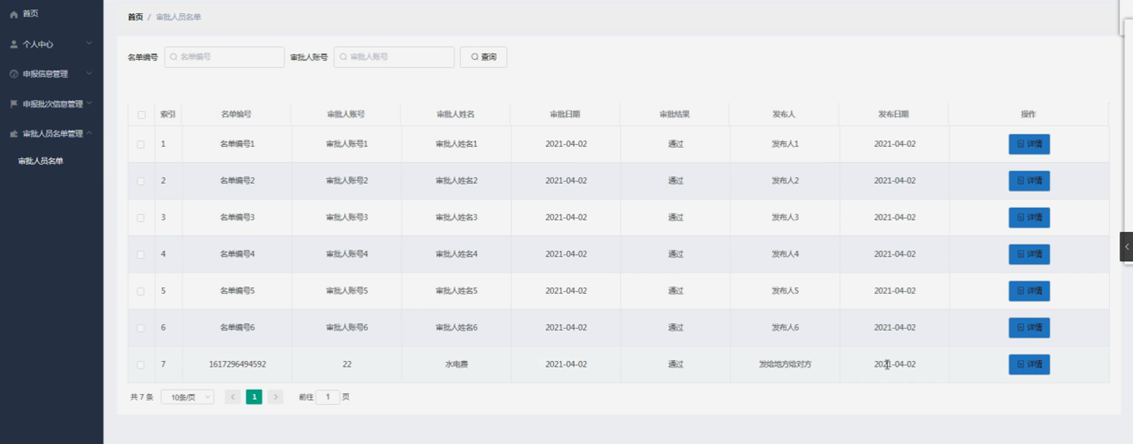 首页
个人中心
申报信息管理
申报批次信息管理
审批人员名单管理
审批人员名单
首页 / 审批人员名单
名单编号 名单编号 审批人账号 审批人账号 查询
索引 名单编号 审批人账号 审批人姓名 审批日期 审批结果 发布人 发布日期 操作
1 名单编号1 审批人账号1 审批人姓名1 2021-04-02 通过 发布人1 2021-04-02 详情
2 名单编号2 审批人账号2 审批人姓名2 2021-04-02 通过 发布人2 2021-04-02 详情
3 名单编号3 审批人账号3 审批人姓名3 2021-04-02 通过 发布人3 2021-04-02 详情
4 名单编号4 审批人账号4 审批人姓名4 2021-04-02 通过 发布人4 2021-04-02 详情
5 名单编号5 审批人账号5 审批人姓名5 2021-04-02 通过 发布人5 2021-04-02 详情
6 名单编号6 审批人账号6 审批人姓名6 2021-04-02 通过 发布人6 2021-04-02 详情
7 1617296494592 22 水电费 2021-04-02 通过 发给地方给对方 2021-04-02 详情
共 7 条 10条/页 1 前往 1 页